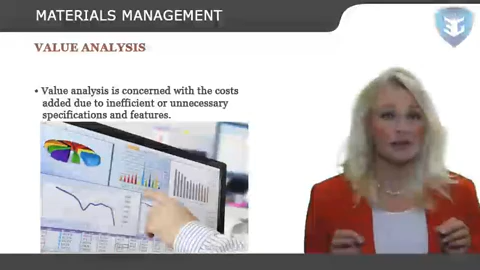 MATERIALS MANAGEMENT
VALUE ANALYSIS
• Value analysis is concerned with the costs
added due to inefficient or unnecessary
specifications and features.